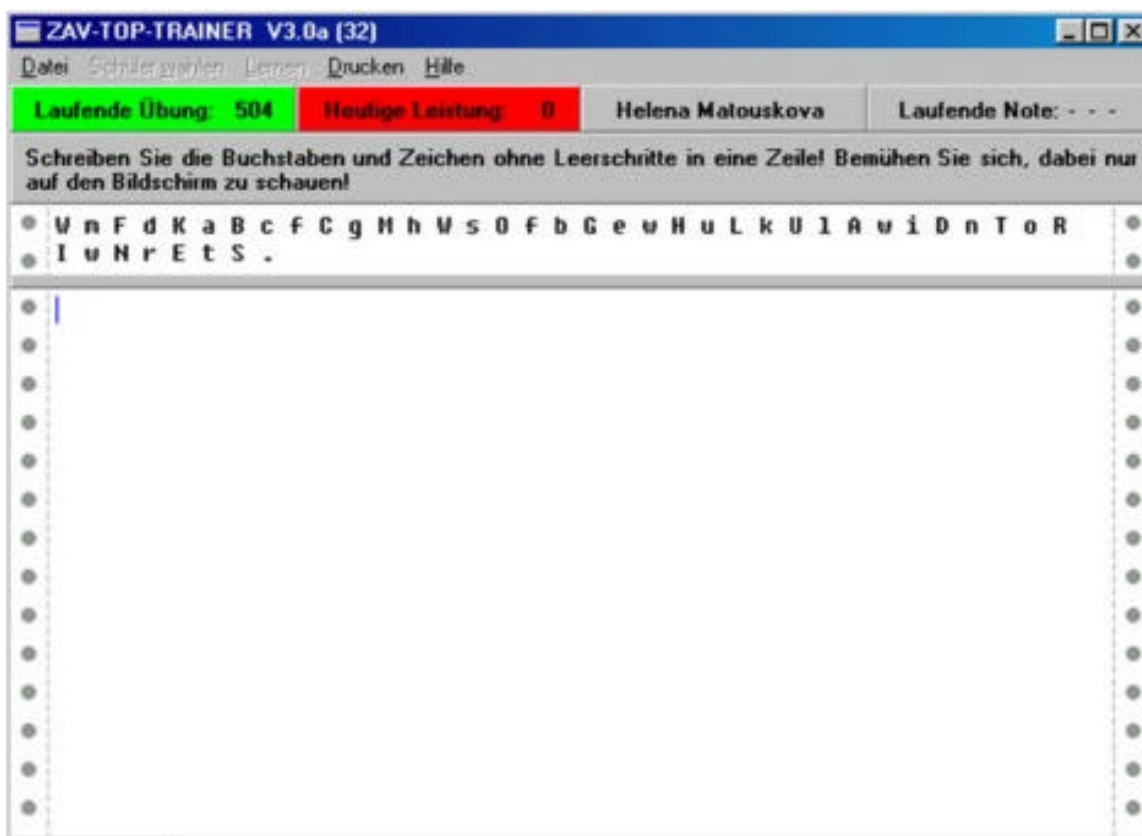 ZAV-TOP-TRAINER V3.0a (32)
Datei Schüler wählen Lernen Drucken Hilfe
Laufende Übung: 504 Heutige Leistung: 0 Helena Matouskova Laufende Note: - - -
Schreiben Sie die Buchstaben und Zeichen ohne Leerschritte in eine Zeile! Bemühen Sie sich, dabei nur
auf den Bildschirm zu schauen!
W n F d K a B c f C g M h W s O f b G e w H u L k U l A w i D n T o R
I w N r E t S .